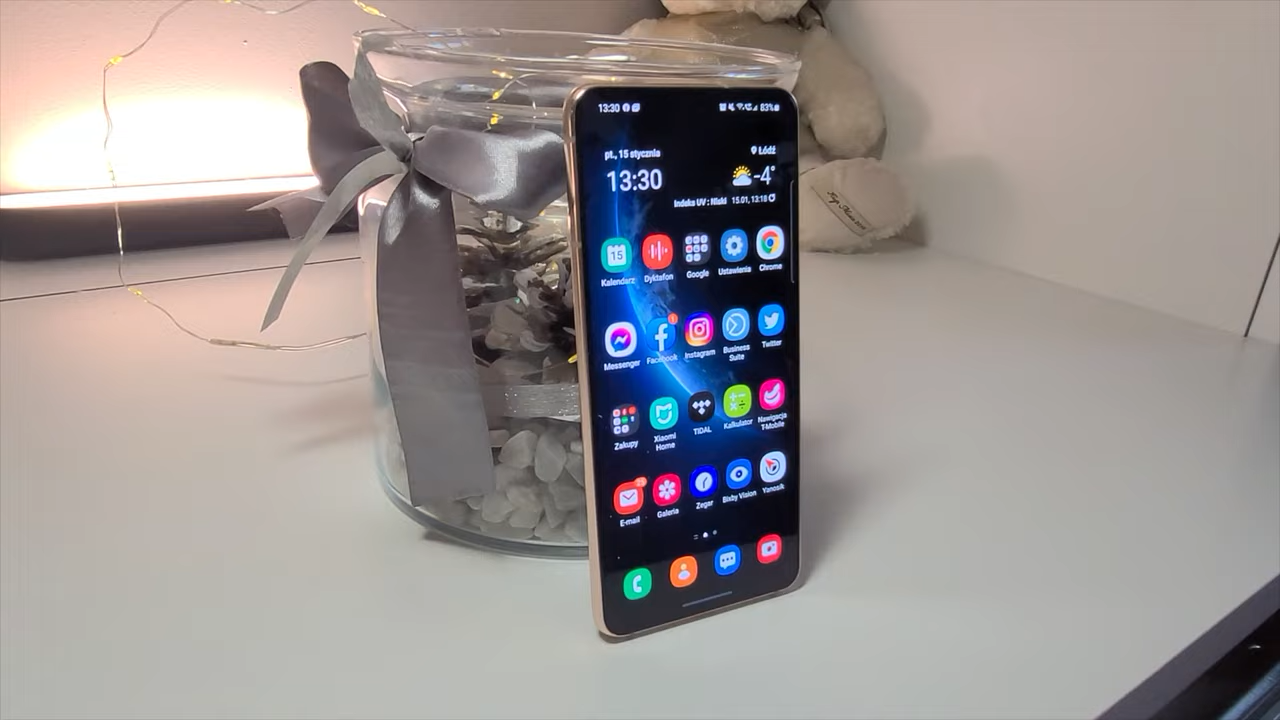 13:30
83%
pt., 15 stycznia
Łódź
13:30
-4°
Indeks UV : Niski 15.01, 13:18
15
Kalendarz
Dyktafon
Google
Ustawienia
Chrome
Messenger
1
Facebook
Instagram
Business
Suite
Twitter
Zakupy
Xiaomi
Home
TIDAL
Kalkulator
Nawigacja
T-Mobile
E-mail
Galeria
Zegar
Bixby Vision
Yanosik